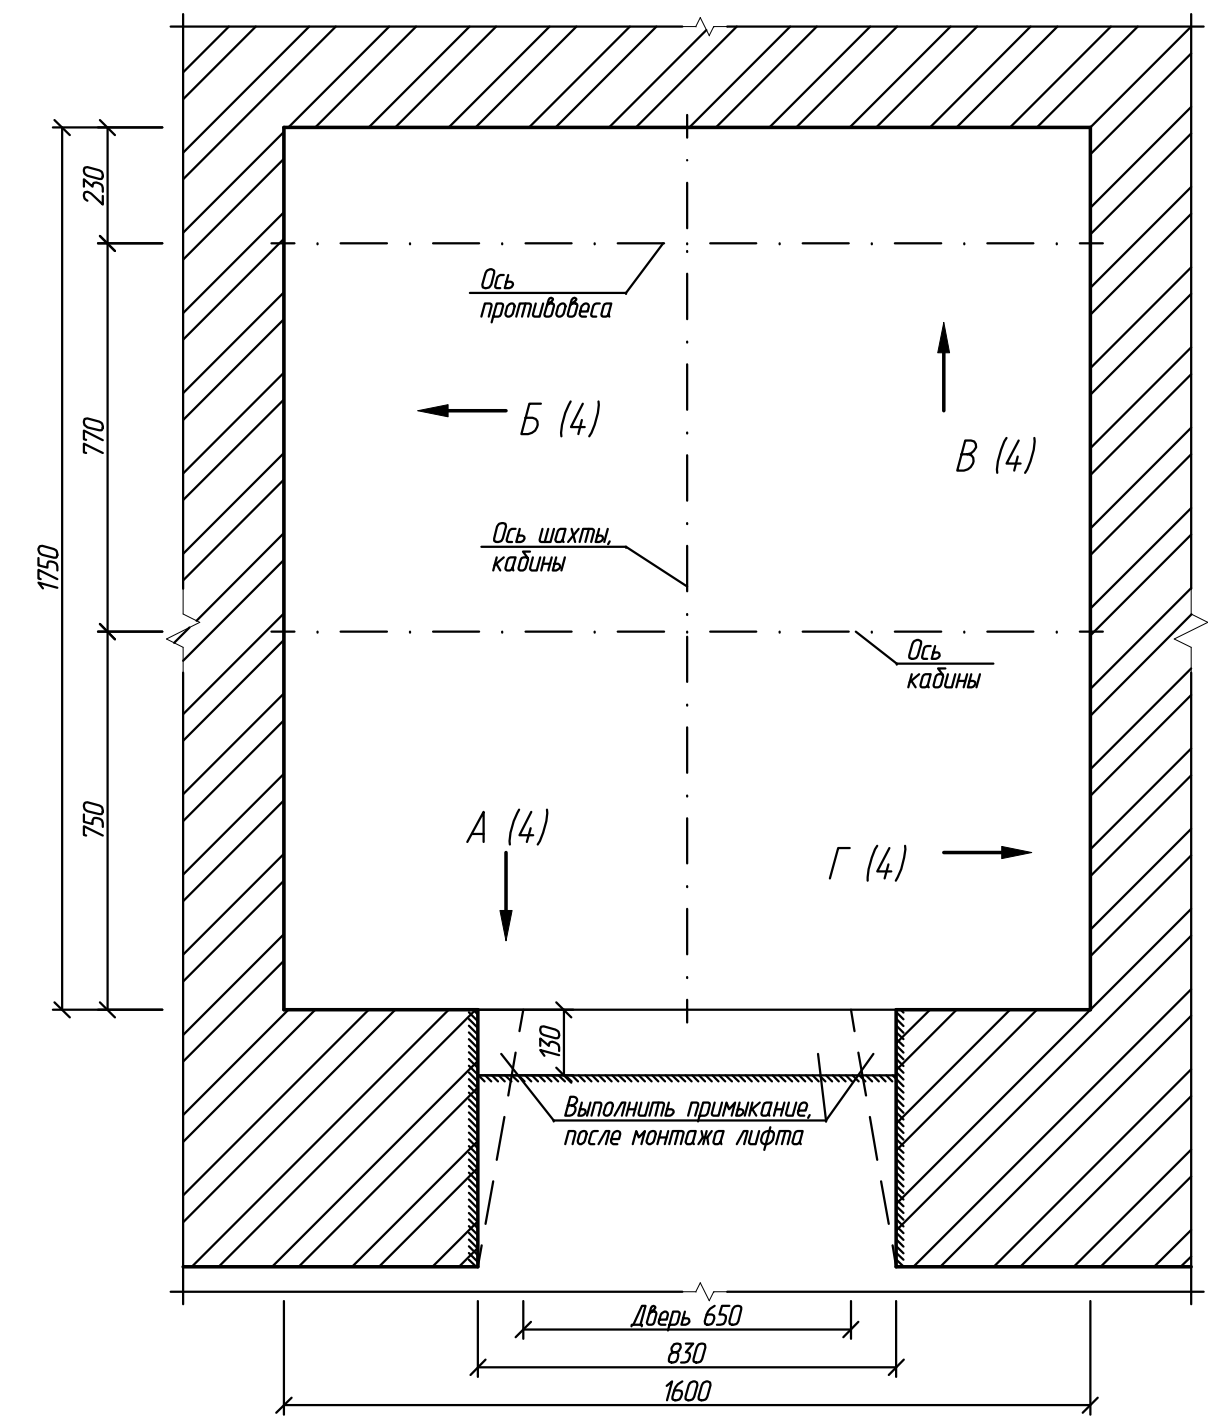 230
Ось
противовеса
Б (4)
770
В (4)
Ось шахты,
кабины
1750
Ось
кабины
750
А (4)
Г (4)
130
Выполнить примыкание,
после монтажа лифта
Дверь 650
830
1600